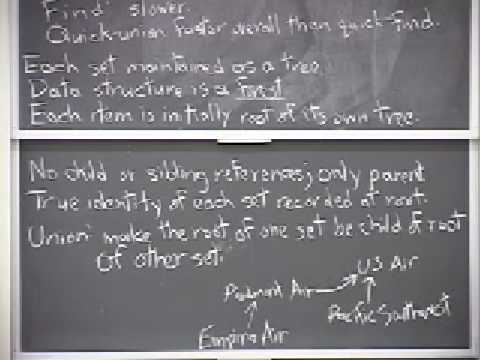 Find: slower.
Quick-union faster overall than quick-find.
Each set maintained as a tree.
Data structure is a forest
Each item is initially root of its own tree.
No child or sibling references; only parent
True identity of each set recorded at root.
Union: make the root of one set be child of root
of other set.
US Air
Piedmont Air
Pacific Southwest
Empire Air